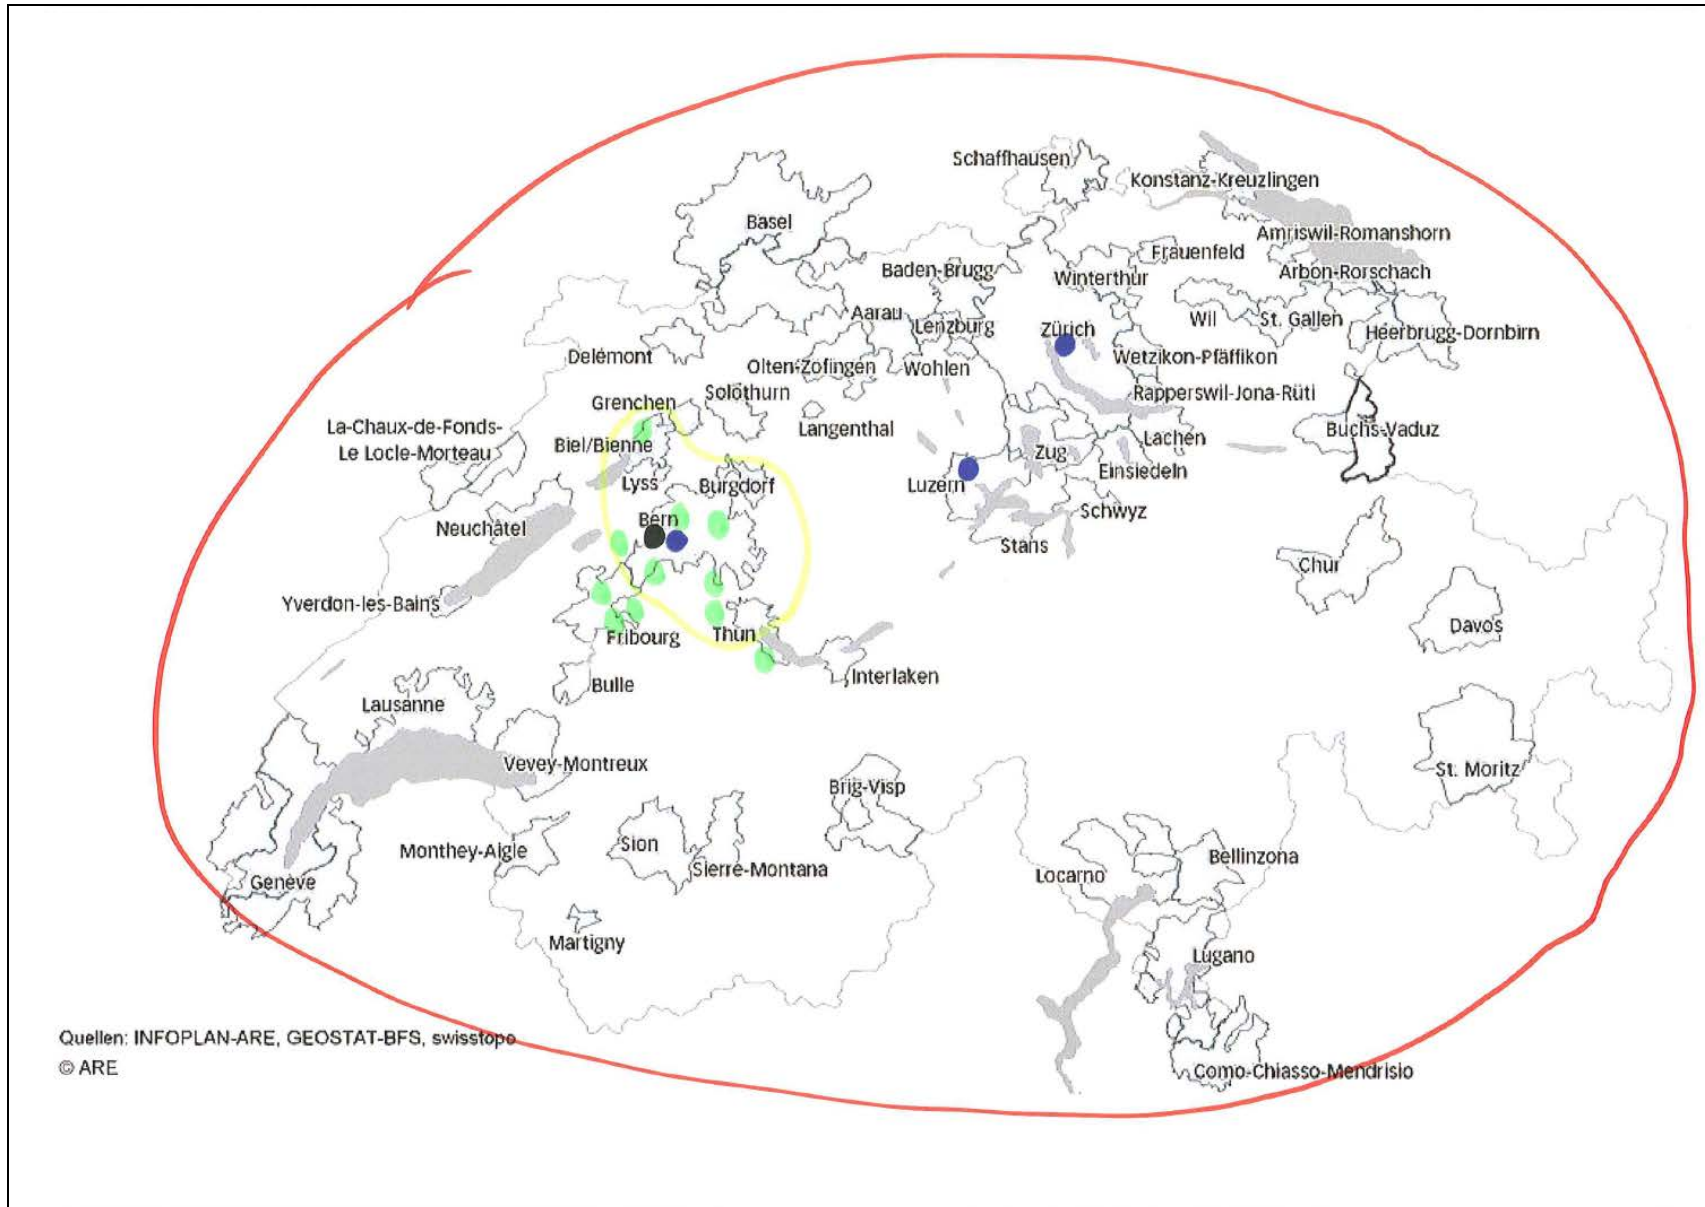 Schaffhausen
Konstanz-Kreuzlingen
Basel
Amriswil-Romanshorn
Frauenfeld
Baden-Brugg
Winterthur
Arbon-Rorschach
Aarau
Lenzburg
Zürich
Wil
St. Gallen
Heerbrugg-Dornbirn
Delémont
Olten-Zofingen
Wohlen
Wetzikon-Pfäffikon
Solothurn
Rapperswil-Jona-Rüti
Grenchen
La-Chaux-de-Fonds-
Le Locle-Morteau
Biel/Bienne
Langenthal
Buchs-Vaduz
Lachen
Zug
Einsiedeln
Lyss
Burgdorf
Luzern
Schwyz
Neuchâtel
Bern
Stans
Chur
Yverdon-les-Bains
Davos
Fribourg
Thun
Interlaken
Bulle
Lausanne
Vevey-Montreux
St. Moritz
Brig-Visp
Monthey-Aigle
Sion
Sierre-Montana
Bellinzona
Locarno
Genève
Martigny
Lugano
Quellen: INFOPLAN-ARE, GEOSTAT-BFS, swisstopo
© ARE
Como-Chiasso-Mendrisio